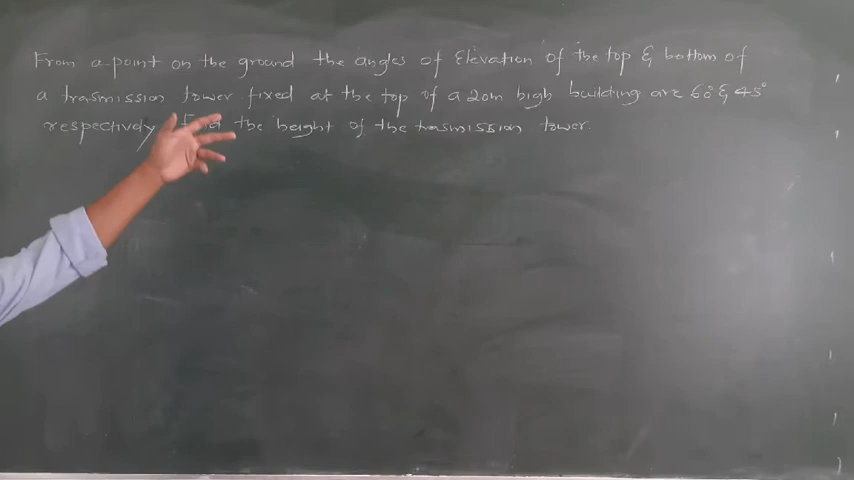 From a point on the ground the angles of Elevation of the top & bottom of
a trasmission tower fixed at the top of a 20m high building are 60° & 45°
respectively. Find the height of the trasmission tower.